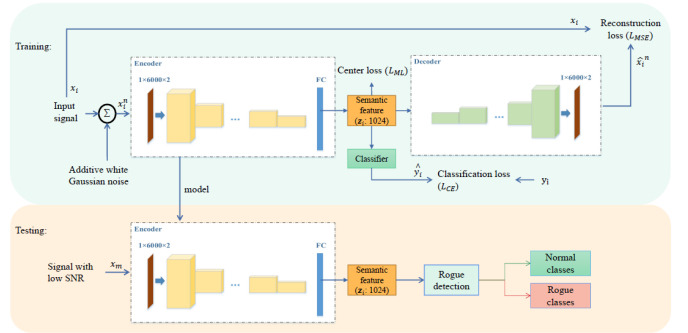 Training:
x_i
Reconstruction
loss (L_MSE)
Encoder
1×6000×2
FC
Center loss (L_ML)
Decoder
1×6000×2
x̂_i^n
x_i
Input
signal
Σ
x_i^n
...
Semantic
feature
(z_i: 1024)
...
Additive white
Gaussian noise
Classifier
ŷ_i
Classification loss
(L_CE)
y_i
model
Testing:
Encoder
1×6000×2
FC
Signal with
low SNR
x_m
...
Semantic
feature
(z_i: 1024)
Rogue
detection
Normal
classes
Rogue
classes